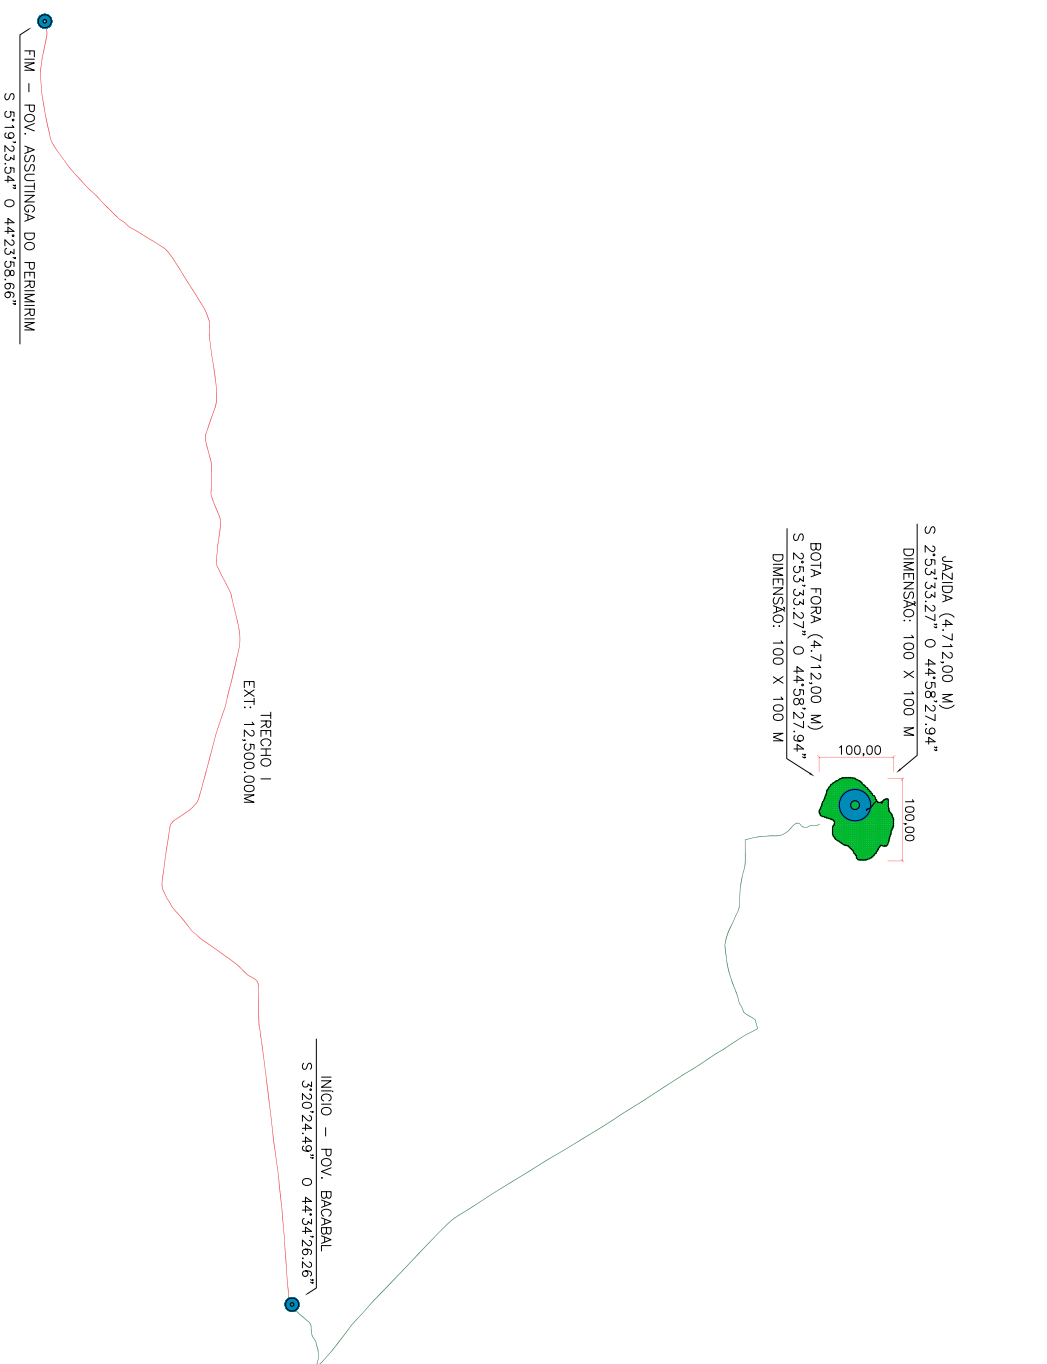 JAZIDA (4.712,00 M)
S 2°53'33.27" O 44°58'27.94"
DIMENSÃO: 100 X 100 M
BOTA FORA (4.712,00 M)
S 2°53'33.27" O 44°58'27.94"
DIMENSÃO: 100 X 100 M
100,00
100,00
INÍCIO – POV. BACABAL
S 3°20'24.49" O 44°34'26.26"
TRECHO I
EXT: 12,500.00M
FIM – POV. ASSUTINGA DO PERIMIRIM
S 5°19'23.54" O 44°23'58.66"